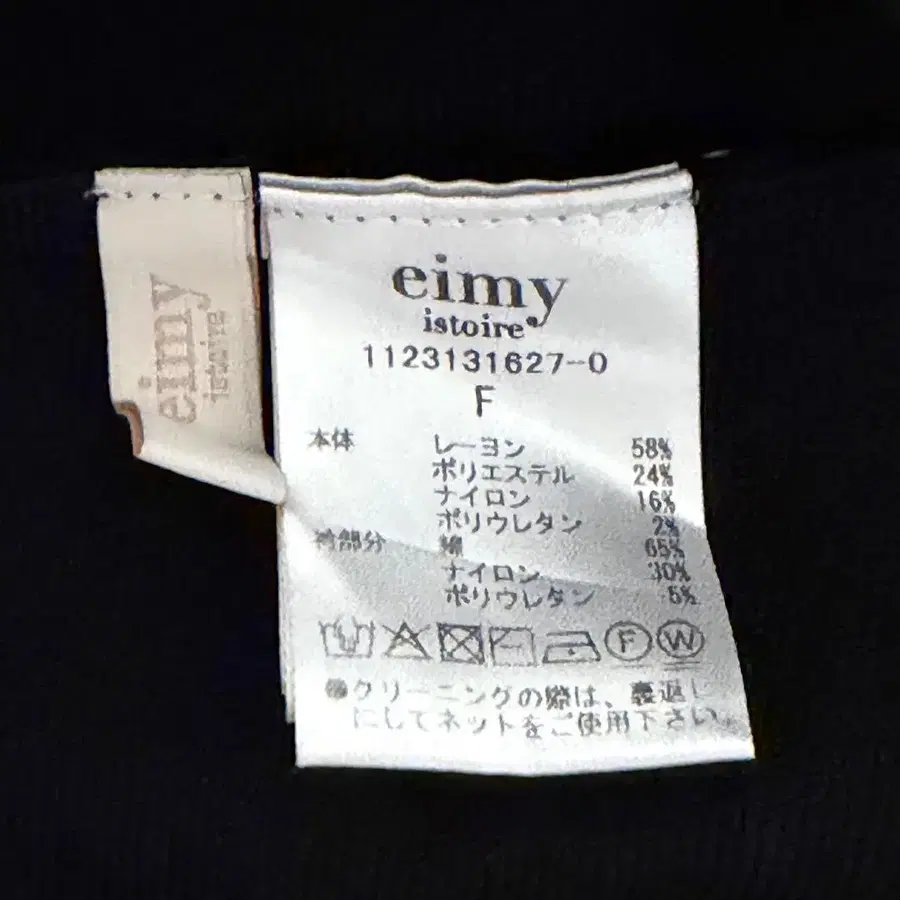 eimy
istoire
eimy
istoire
1123131627-0
F
本体 レーヨン 58%
ポリエステル 24%
ナイロン 16%
ポリウレタン 2%
衿部分 綿 65%
ナイロン 30%
ポリウレタン 5%
F W
●クリーニングの際は、裏返し
にしてネットをご使用下さい。